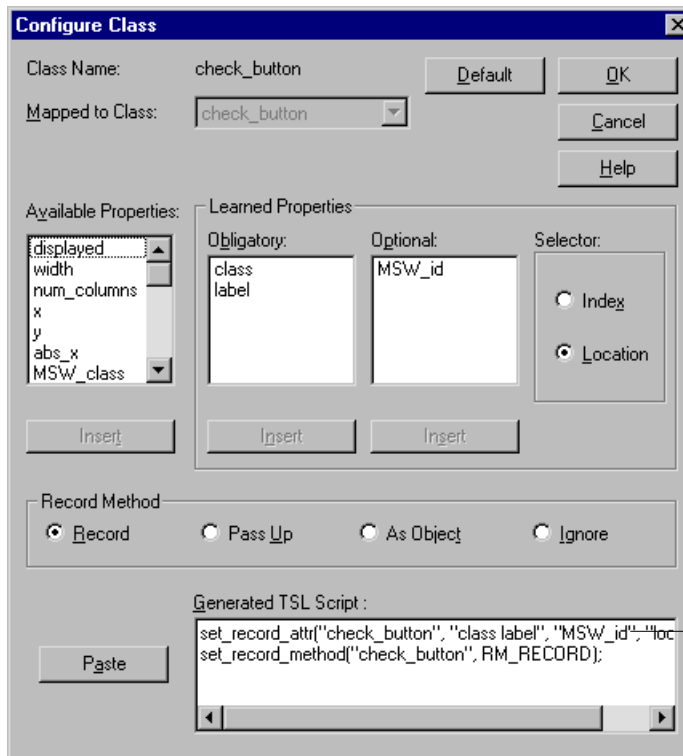 Configure Class
Class Name: check_button
Default
OK
Mapped to Class: check_button
Cancel
Help
Available Properties:
displayed
width
num_columns
x
y
abs_x
MSW_class
Insert
Learned Properties
Obligatory:
class
label
Insert
Optional:
MSW_id
Insert
Selector:
Index
Location
Record Method
Record Pass Up As Object Ignore
Generated TSL Script :
set_record_attr("check_button", "class label", "MSW_id", "loc
set_record_method("check_button", RM_RECORD);
Paste